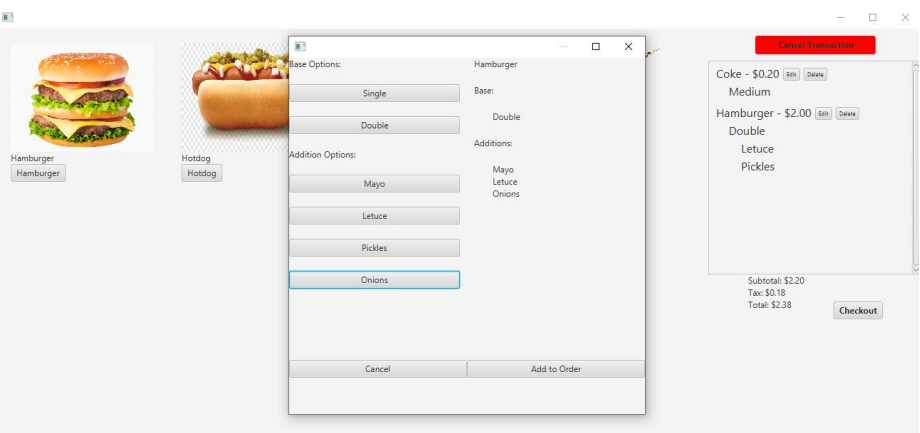 Hamburger
Hamburger
Hotdog
Hotdog
Base Options:
Single
Double
Addition Options:
Mayo
Letuce
Pickles
Onions
Cancel
Hamburger
Base:
Double
Additions:
Mayo
Letuce
Onions
Add to Order
Cancel Transaction
Coke - $0.20 Edit Delete
Medium
Hamburger - $2.00 Edit Delete
Double
Letuce
Pickles
Subtotal: $2.20
Tax: $0.18
Total: $2.38
Checkout